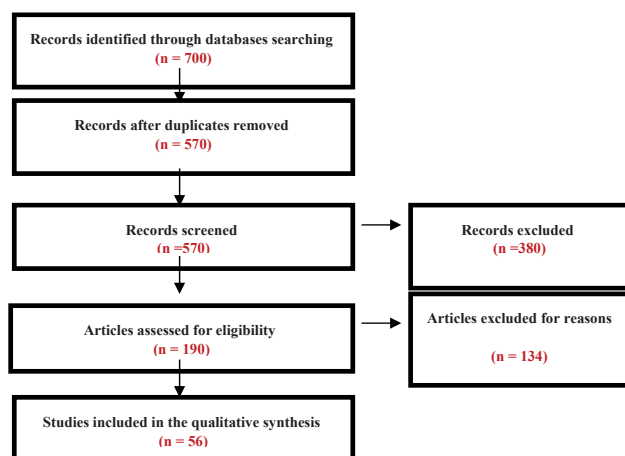 Records identified through databases searching
(n = 700)
Records after duplicates removed
(n = 570)
Records screened
(n =570)
Records excluded
(n =380)
Articles assessed for eligibility
(n = 190)
Articles excluded for reasons
(n = 134)
Studies included in the qualitative synthesis
(n = 56)